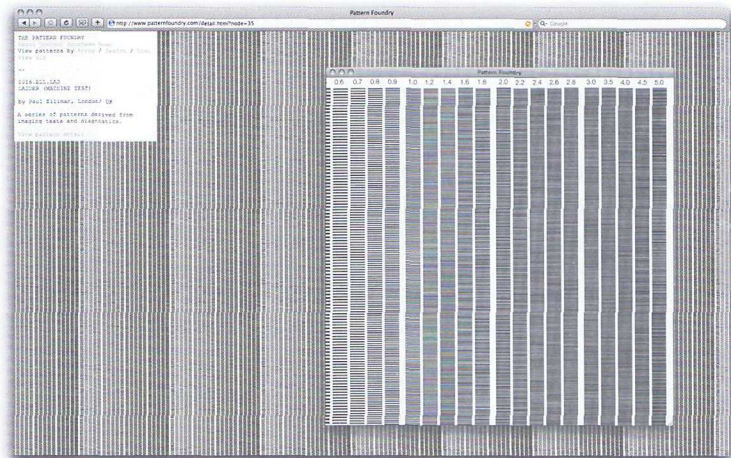 Pattern Foundry
http://www.patternfoundry.com/detail.html?node=35
Google
THE PATTERN FOUNDRY
View patterns by / /
LADDER (MACHINE TEST)
By Paul Elliman, London/ UK
A series of patterns derived from
imaging tests and diagnostics.
View pattern detail
Pattern Foundry
0.6 0.7 0.8 0.9 1.0 1.2 1.4 1.6 1.8 2.0 2.2 2.4 2.6 2.8 3.0 3.5 4.0 4.5 5.0